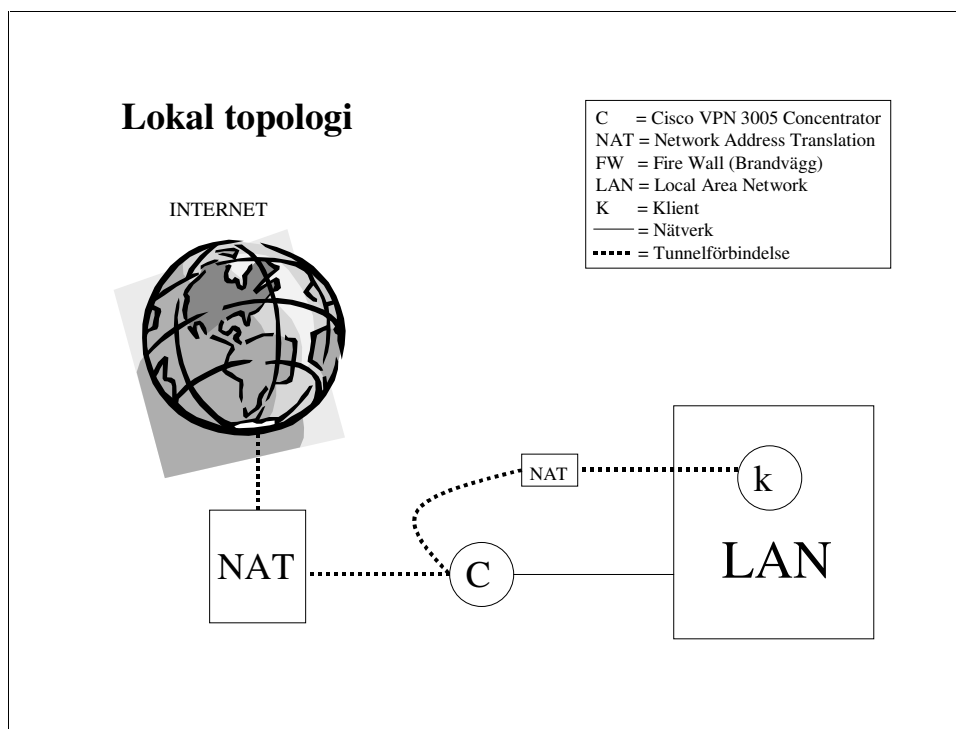 Lokal topologi
C = Cisco VPN 3005 Concentrator
NAT = Network Address Translation
FW = Fire Wall (Brandvägg)
LAN = Local Area Network
K = Klient
= Nätverk
= Tunnelförbindelse
INTERNET
NAT
k
NAT
C
LAN